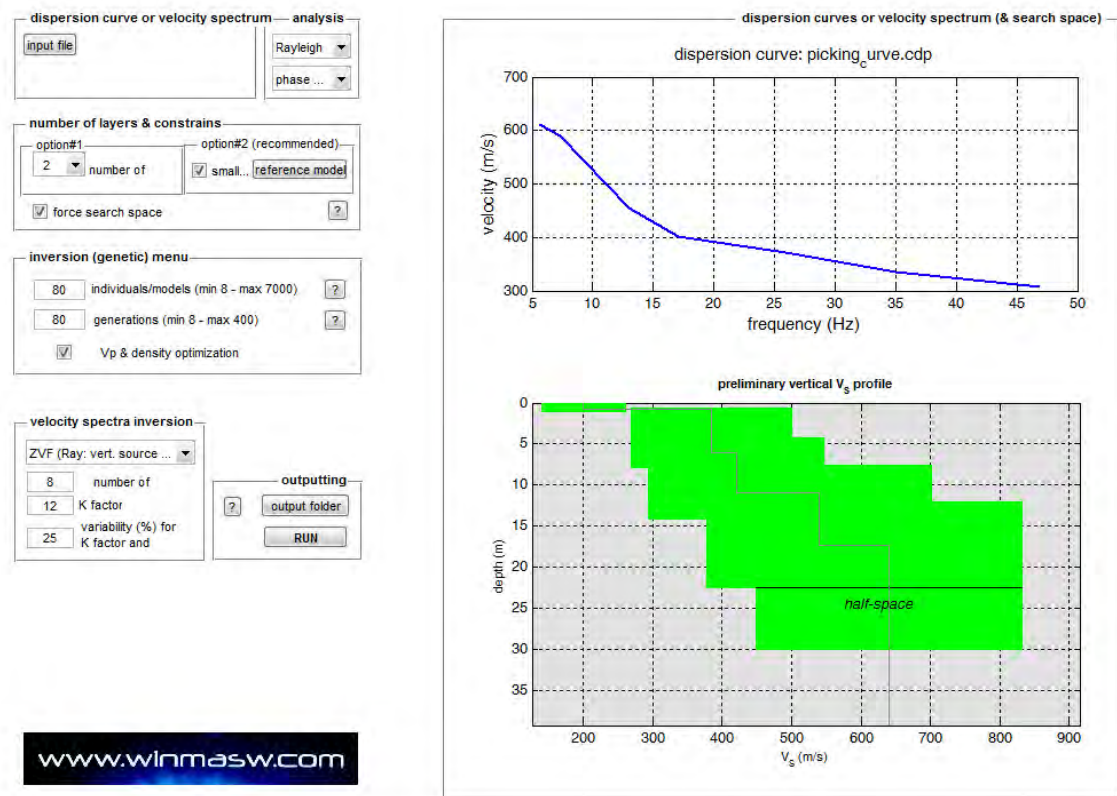 dispersion curve or velocity spectrum
input file
analysis
Rayleigh
phase ...
number of layers & constrains
option#1
2
number of
option#2 (recommended)
small...
reference model
force search space
?
inversion (genetic) menu
80
individuals/models (min 8 - max 7000)
?
80
generations (min 8 - max 400)
?
Vp & density optimization
velocity spectra inversion
ZVF (Ray: vert. source ...
8
number of
12
K factor
25
variability (%) for
K factor and
outputting
?
output folder
RUN
www.winmasw.com
dispersion curves or velocity spectrum (& search space)
dispersion curve: picking_curve.cdp
700
600
500
400
300
velocity (m/s)
5 10 15 20 25 30 35 40 45 50
frequency (Hz)
preliminary vertical VS profile
0
5
10
15
20
25
30
35
depth (m)
half-space
200 300 400 500 600 700 800 900
VS (m/s)